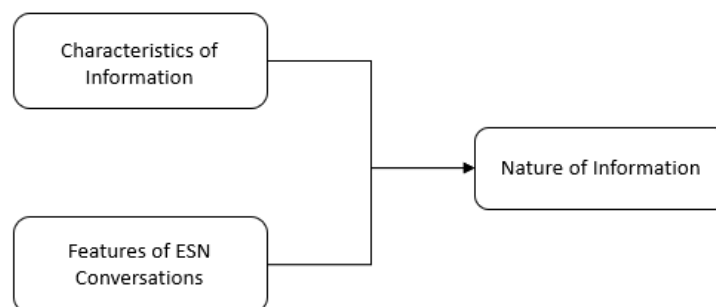 Characteristics of
Information
Nature of Information
Features of ESN
Conversations